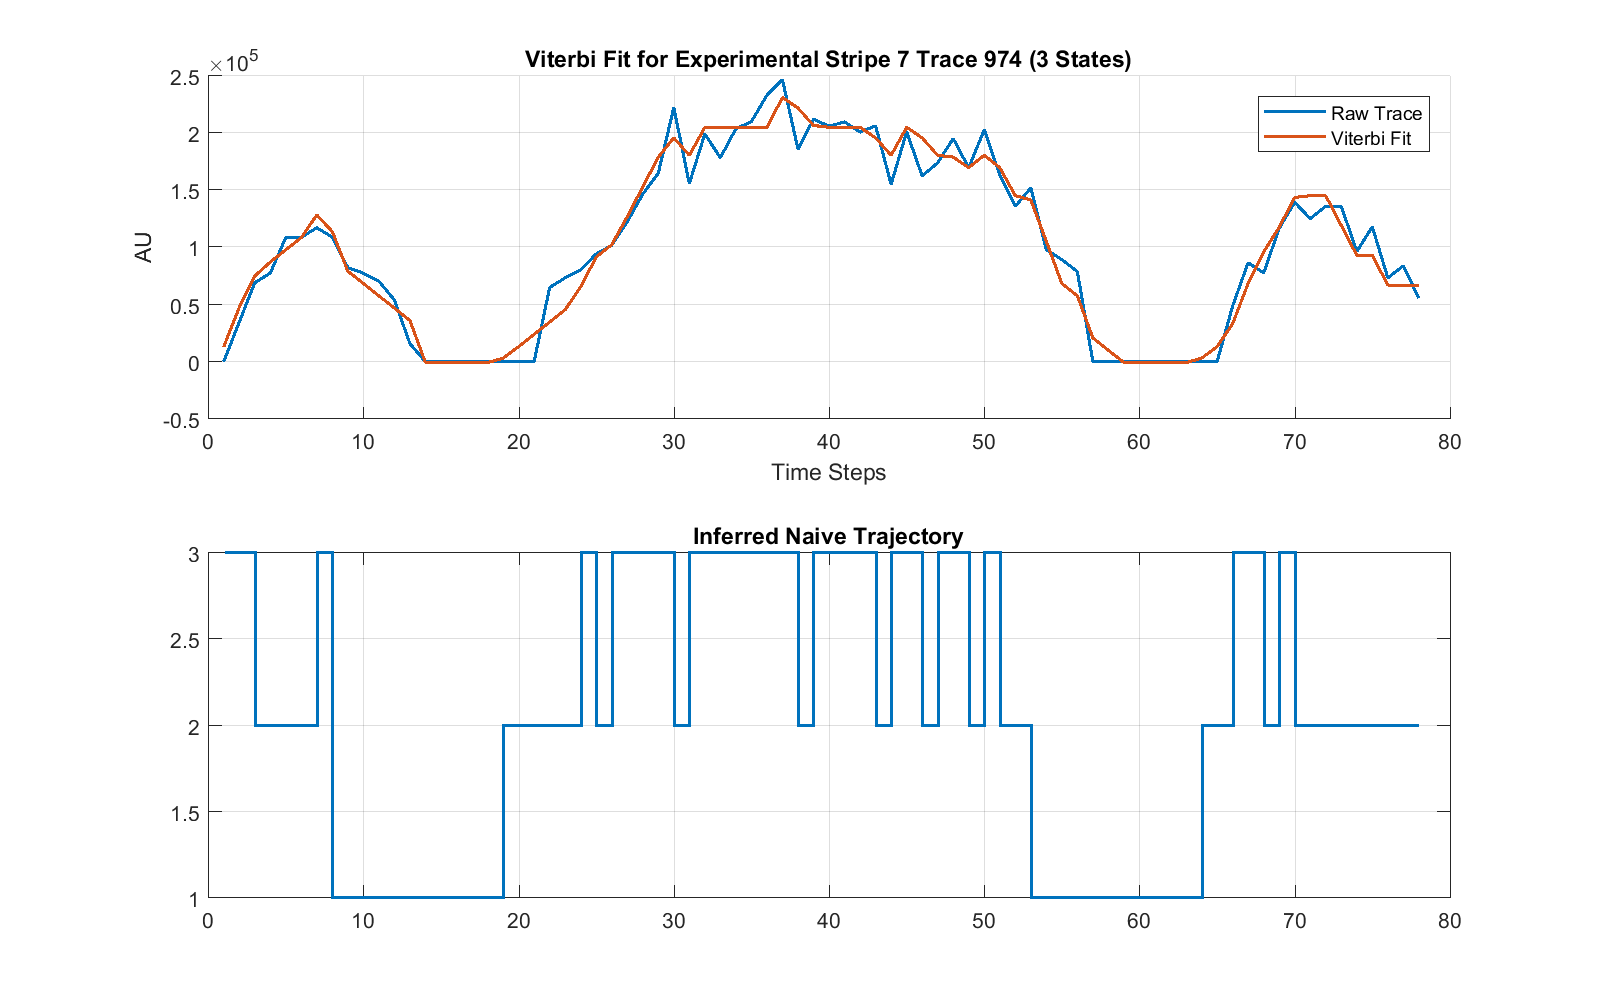 Viterbi Fit for Experimental Stripe 7 Trace 974 (3 States)
×10^5
2.5
2
1.5
1
0.5
0
-0.5
AU
Raw Trace
Viterbi Fit
0 10 20 30 40 50 60 70 80
Time Steps
Inferred Naive Trajectory
3
2.5
2
1.5
1
0 10 20 30 40 50 60 70 80